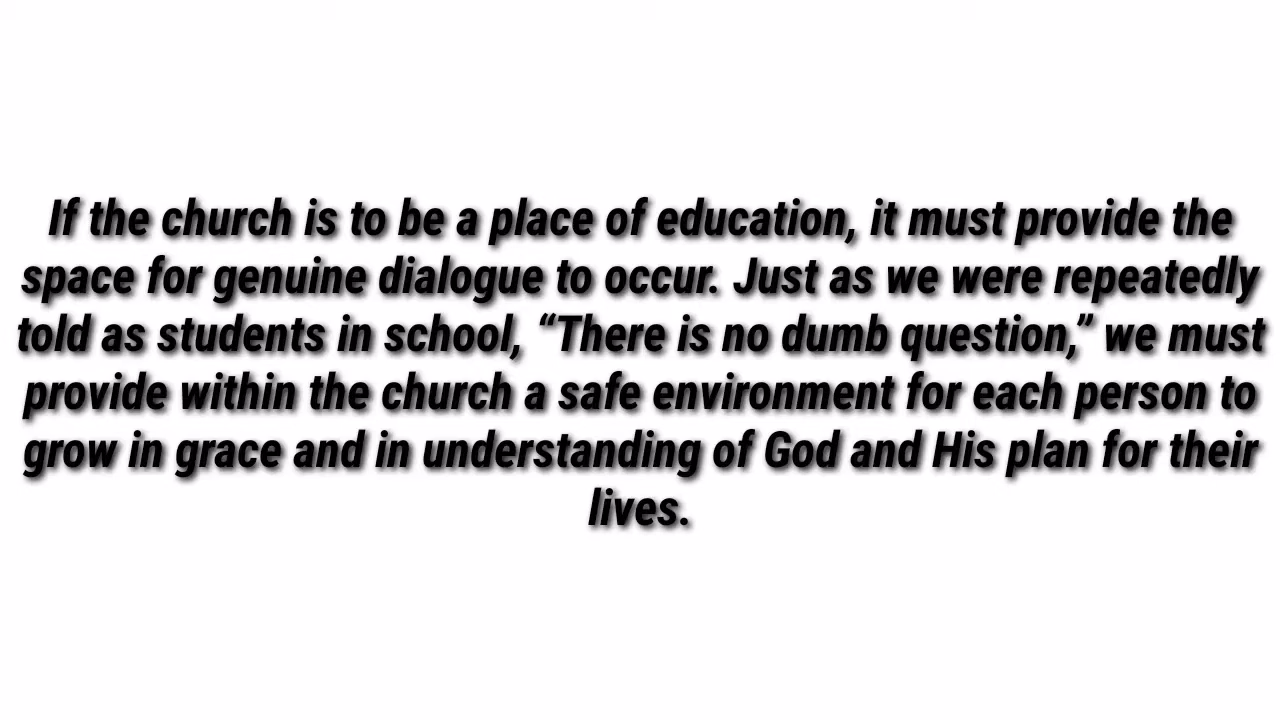 If the church is to be a place of education, it must provide the
space for genuine dialogue to occur. Just as we were repeatedly
told as students in school, “There is no dumb question,” we must
provide within the church a safe environment for each person to
grow in grace and in understanding of God and His plan for their
lives.